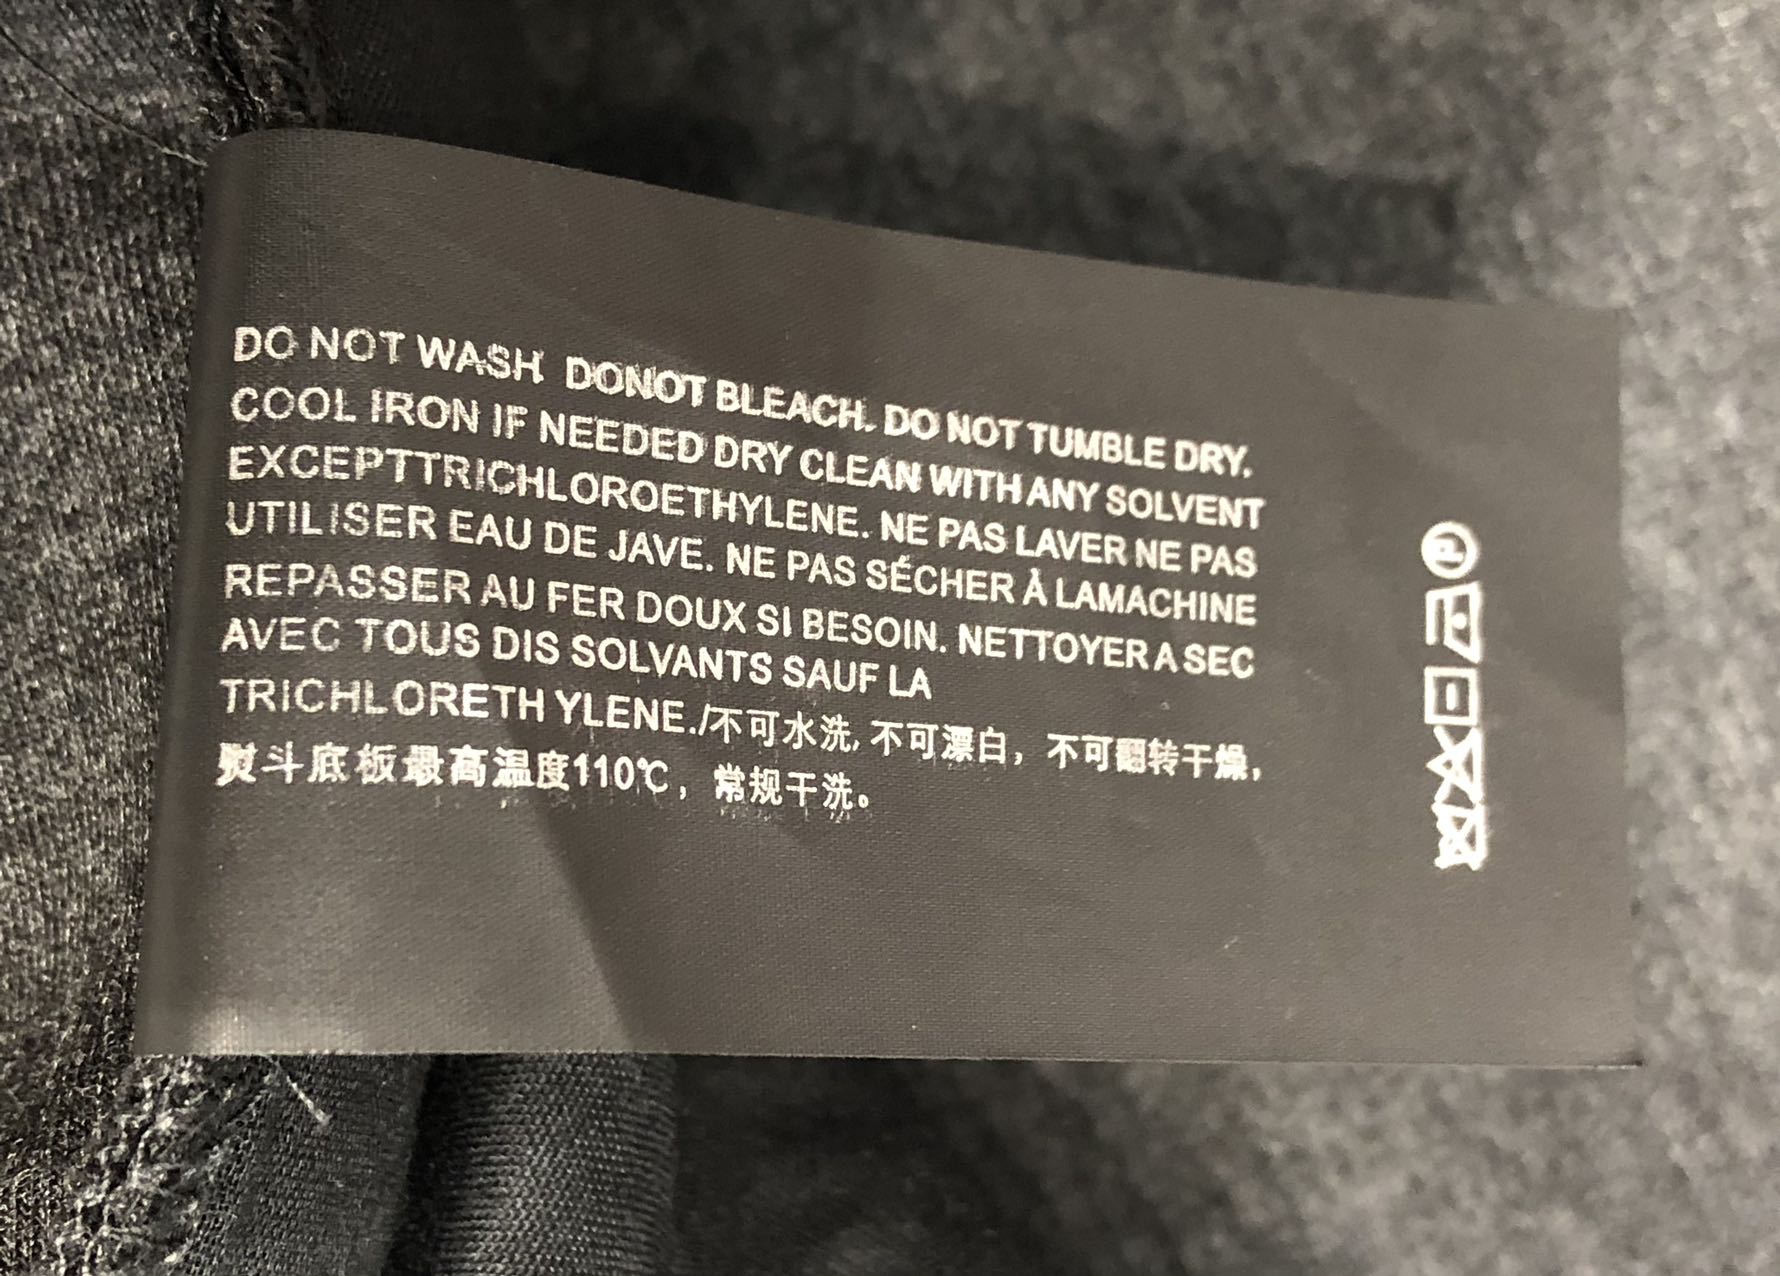 DO NOT WASH. DONOT BLEACH. DO NOT TUMBLE DRY.
COOL IRON IF NEEDED DRY CLEAN WITH ANY SOLVENT
EXCEPTTRICHLOROETHYLENE. NE PAS LAVER NE PAS
UTILISER EAU DE JAVE. NE PAS SÉCHER À LAMACHINE
REPASSER AU FER DOUX SI BESOIN. NETTOYER A SEC
AVEC TOUS DIS SOLVANTS SAUF LA
TRICHLORETH YLENE./不可水洗, 不可漂白，不可翻转干燥，
熨斗底板最高温度110℃，常规干洗。
P